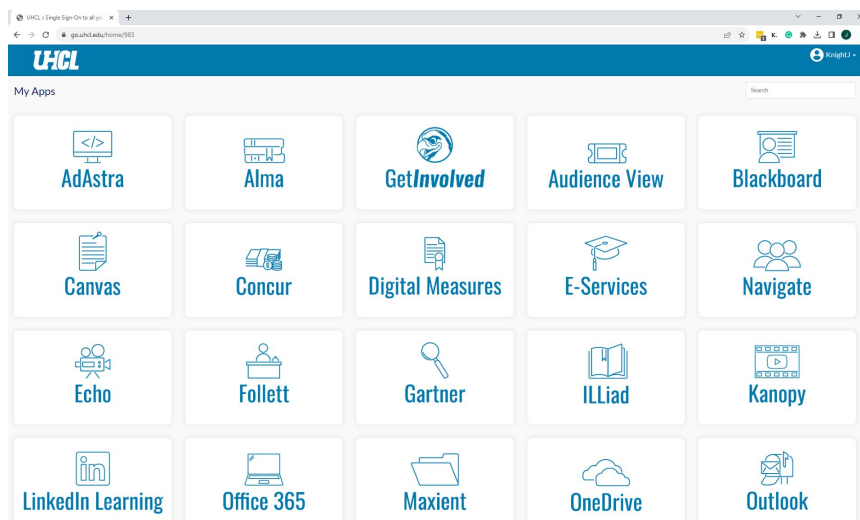 UHCL : Single Sign-On to all yo
go.uhcl.edu/home/983
UHCL
KnightJ
My Apps
Search
AdAstra
Alma
GetInvolved
Audience View
Blackboard
Canvas
Concur
Digital Measures
E-Services
Navigate
Echo
Follett
Gartner
ILLiad
Kanopy
LinkedIn Learning
Office 365
Maxient
OneDrive
Outlook